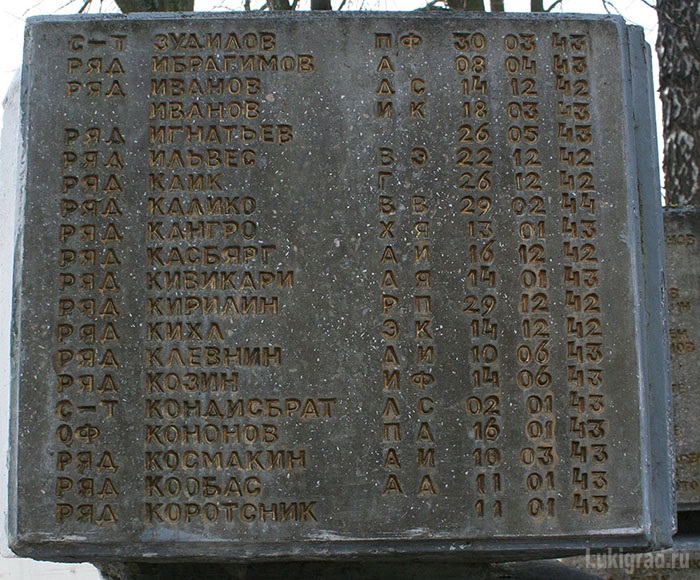 С-Т ЗУДИЛОВ П Ф 30 03 43
РЯД ИБРАГИМОВ А 08 04 43
РЯД ИВАНОВ А С 14 12 42
ИВАНОВ И К 18 03 43
РЯД ИГНАТЬЕВ 26 03 43
РЯД ИЛЬВЕС В Э 22 12 42
РЯД КАИК Г 26 12 42
РЯД КАЛИКО В В 29 02 44
РЯД КАНГРО Х Я 13 01 43
РЯД КАСБЯРГ А И 16 12 42
РЯД КИВИКАРИ А Я 14 01 43
РЯД КИРИЛИН Р П 29 12 42
РЯД КИХЛ Э К 14 12 42
РЯД КЛЕВНИН А И 10 06 43
РЯД КОЗИН И Ф 14 06 43
С-Т КОНДИСБРАТ Л С 02 01 43
ОФ КОНОНОВ П А 16 01 43
РЯД КОСМАКИН А И 10 03 43
РЯД КООБАС А А 11 01 43
РЯД КОРОТСНИК 11 01 43
Lukigrad.ru